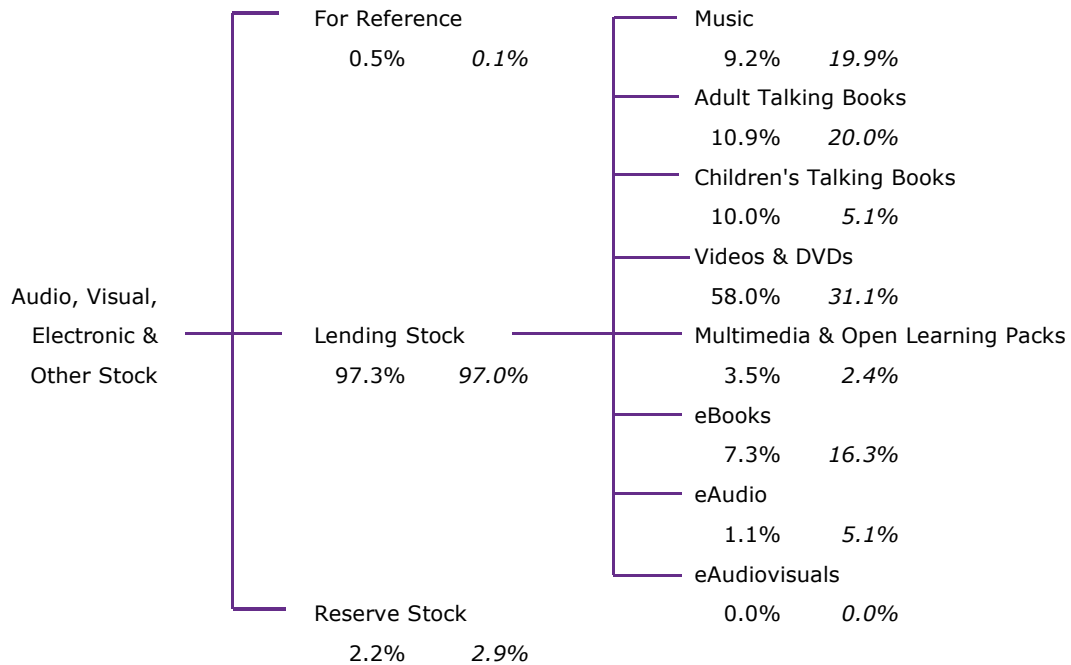 For Reference
0.5% 0.1%
Music
9.2% 19.9%
Adult Talking Books
10.9% 20.0%
Children's Talking Books
10.0% 5.1%
Videos & DVDs
58.0% 31.1%
Audio, Visual,
Electronic &
Other Stock
Lending Stock
97.3% 97.0%
Multimedia & Open Learning Packs
3.5% 2.4%
eBooks
7.3% 16.3%
eAudio
1.1% 5.1%
eAudiovisuals
0.0% 0.0%
Reserve Stock
2.2% 2.9%